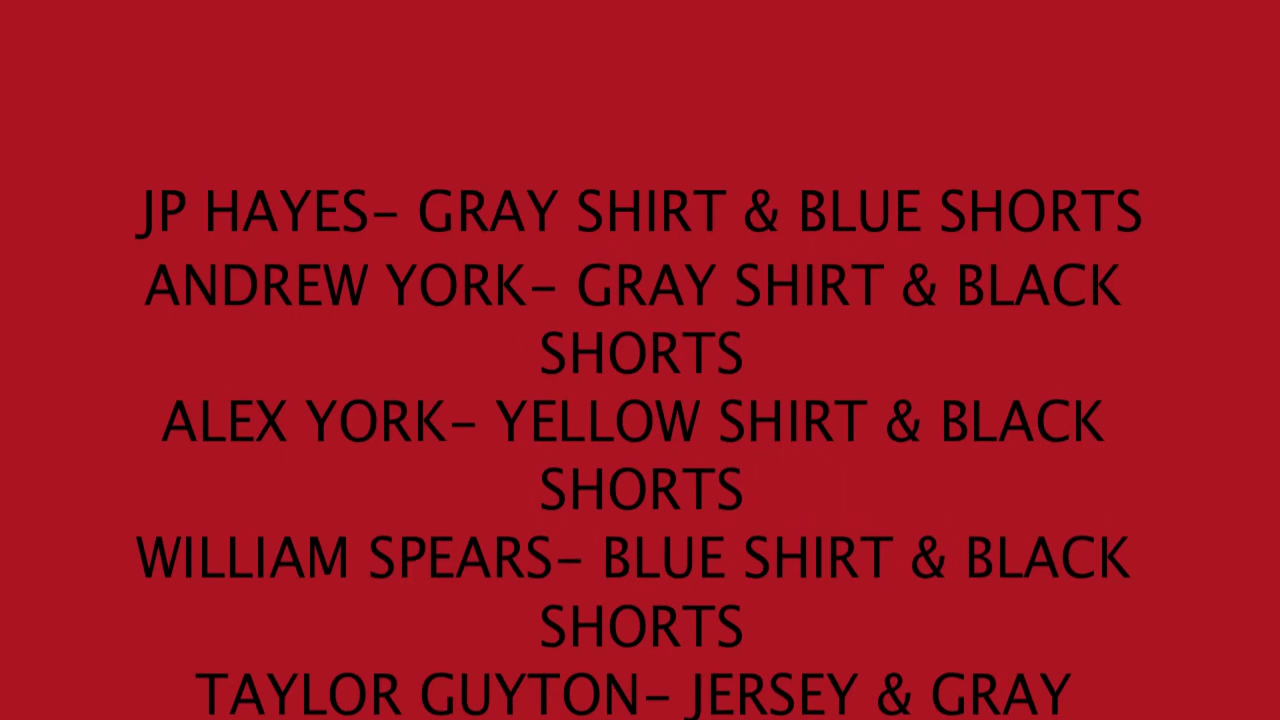 JP HAYES- GRAY SHIRT & BLUE SHORTS
ANDREW YORK- GRAY SHIRT & BLACK
SHORTS
ALEX YORK- YELLOW SHIRT & BLACK
SHORTS
WILLIAM SPEARS- BLUE SHIRT & BLACK
SHORTS
TAYLOR GUYTON- JERSEY & GRAY